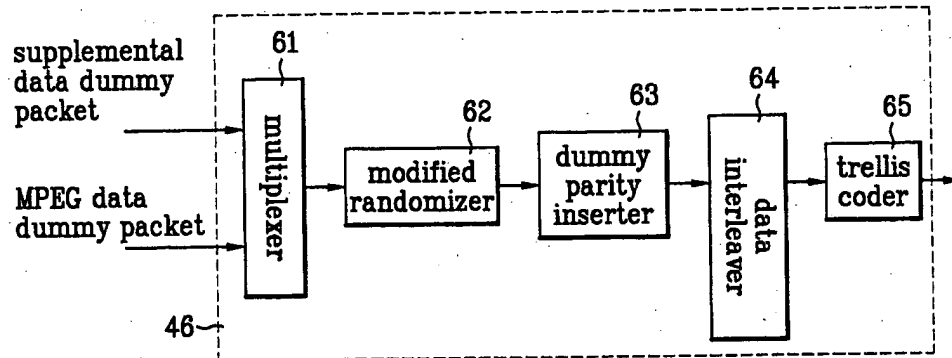 supplemental
data dummy
packet
MPEG data
dummy packet
46
61
multiplexer
62
modified
randomizer
63
dummy
parity
inserter
64
data
interleaver
65
trellis
coder